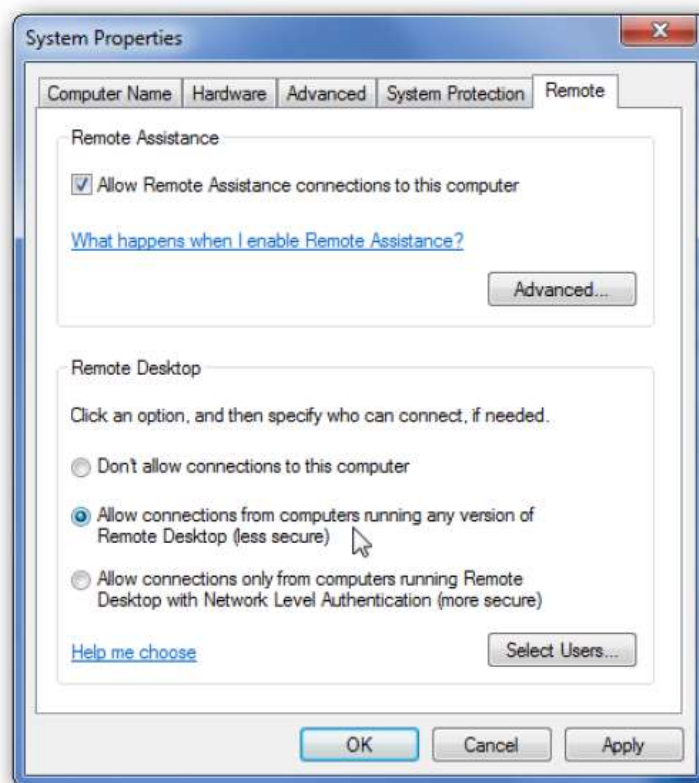 System Properties
Computer Name Hardware Advanced System Protection Remote
Remote Assistance
Allow Remote Assistance connections to this computer
What happens when I enable Remote Assistance?
Advanced...
Remote Desktop
Click an option, and then specify who can connect, if needed.
Don't allow connections to this computer
Allow connections from computers running any version of
Remote Desktop (less secure)
Allow connections only from computers running Remote
Desktop with Network Level Authentication (more secure)
Help me choose
Select Users...
OK Cancel Apply